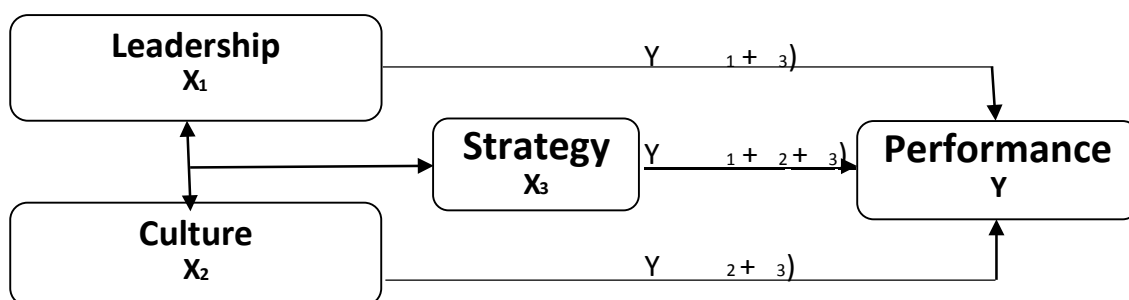 Leadership
X₁
Y ₁ + ₃)
Strategy
X₃
Y ₁ + ₂ + ₃)
Performance
Y
Culture
X₂
Y ₂ + ₃)